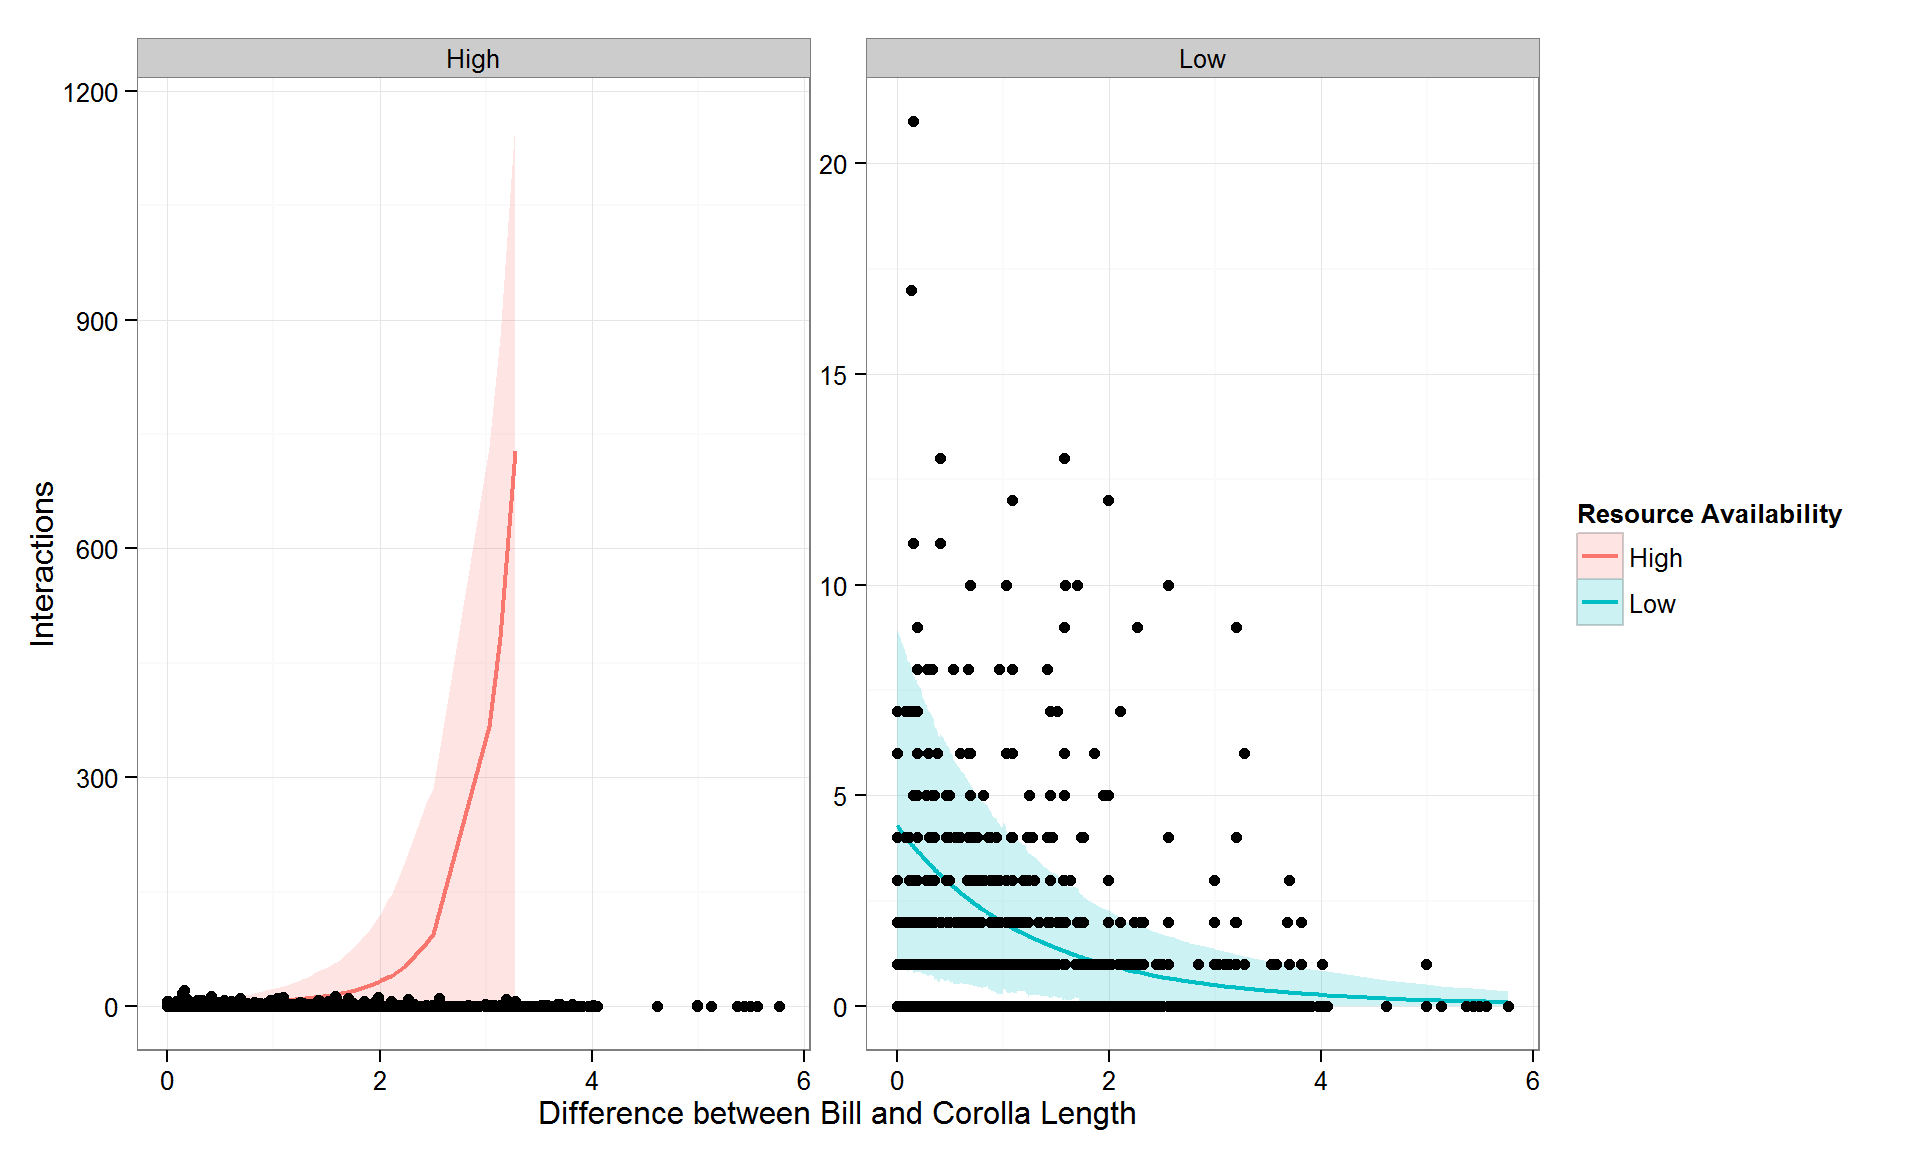 High
Low
1200
900
600
300
0
20
15
10
5
0
Interactions
0 2 4 6
0 2 4 6
Difference between Bill and Corolla Length
Resource Availability
High
Low